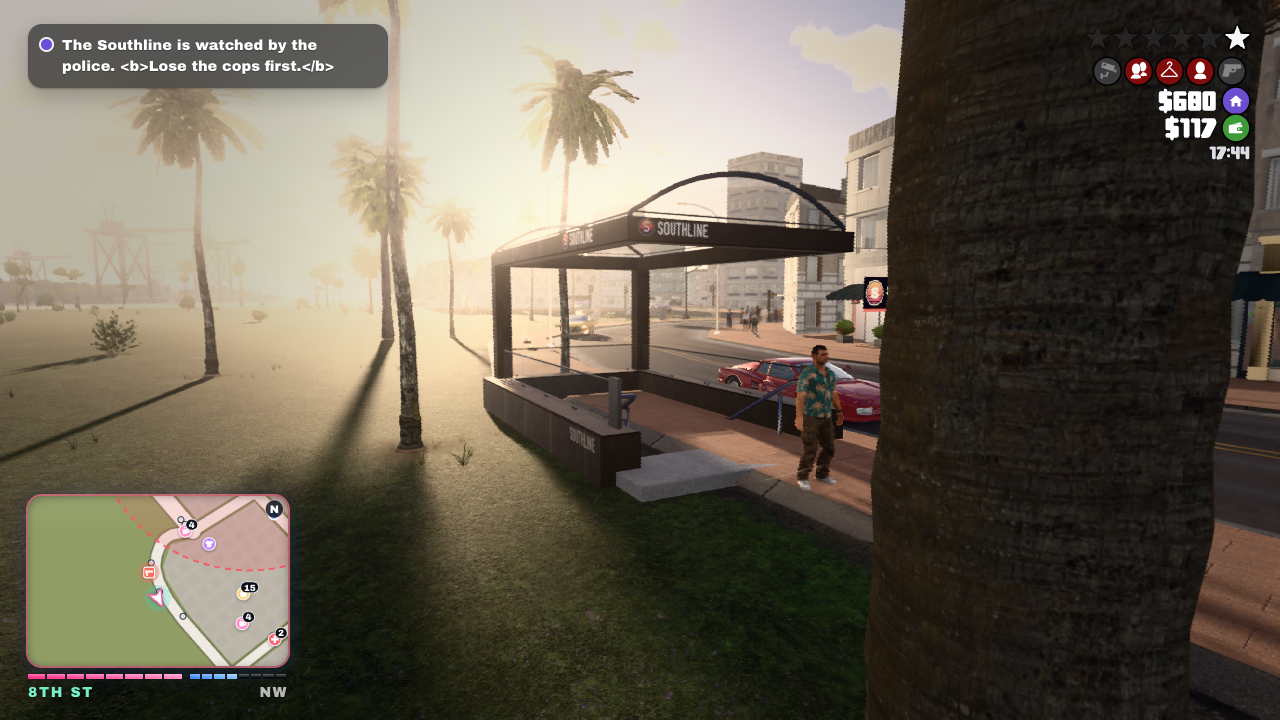 The Southline is watched by the
police. <b>Lose the cops first.</b>
$680
$117
17:44
SOUTHLINE
S SOUTHLINE
S
SOUTHLINE
N
4
15
4
2
8TH ST
NW